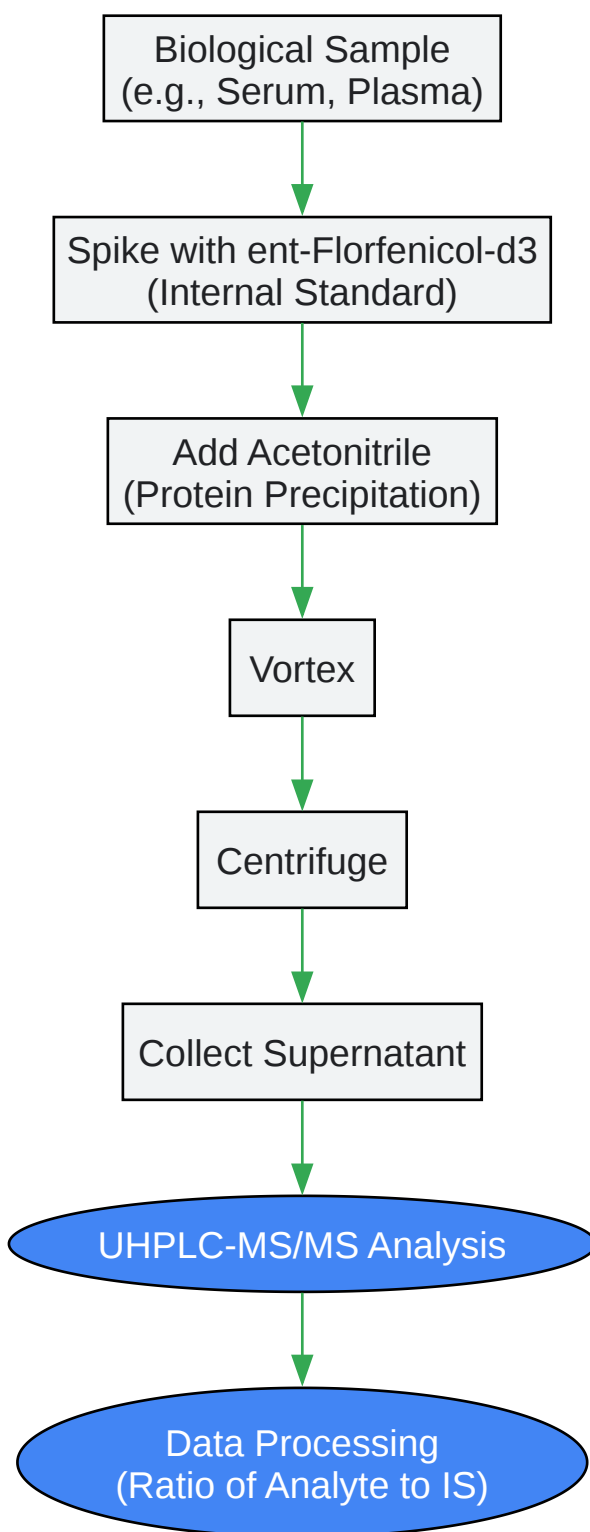 Biological Sample
(e.g., Serum, Plasma)
Spike with ent-Florfenicol-d3
(Internal Standard)
Add Acetonitrile
(Protein Precipitation)
Vortex
Centrifuge
Collect Supernatant
UHPLC-MS/MS Analysis
Data Processing
(Ratio of Analyte to IS)